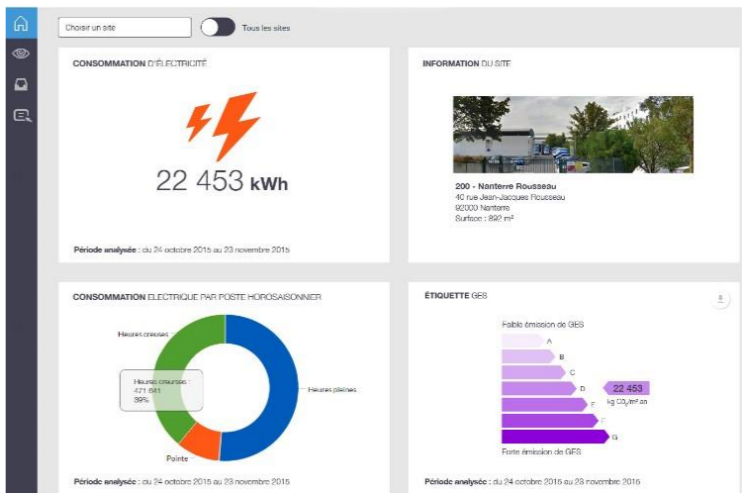 Choisir un site
Tous les sites
CONSOMMATION D'ÉLECTRICITÉ
22 453 kWh
Période analysée : du 24 octobre 2015 au 23 novembre 2015
INFORMATION DU SITE
200 - Nanterre Rousseau
40 rue Jean-Jacques Rousseau
92000 Nanterre
Surface : 892 m²
CONSOMMATION ELECTRIQUE PAR POSTE HOROSAISONNIER
Heures creuses
Heures creuses :
471 641
39%
Heures pleines
Pointe
Période analysée : du 24 octobre 2015 au 23 novembre 2015
ÉTIQUETTE GES
Faible émission de GES
A
B
C
D
22 453
kg CO₂/m².an
E
F
G
Forte émission de GES
Période analysée : du 24 octobre 2015 au 23 novembre 2015